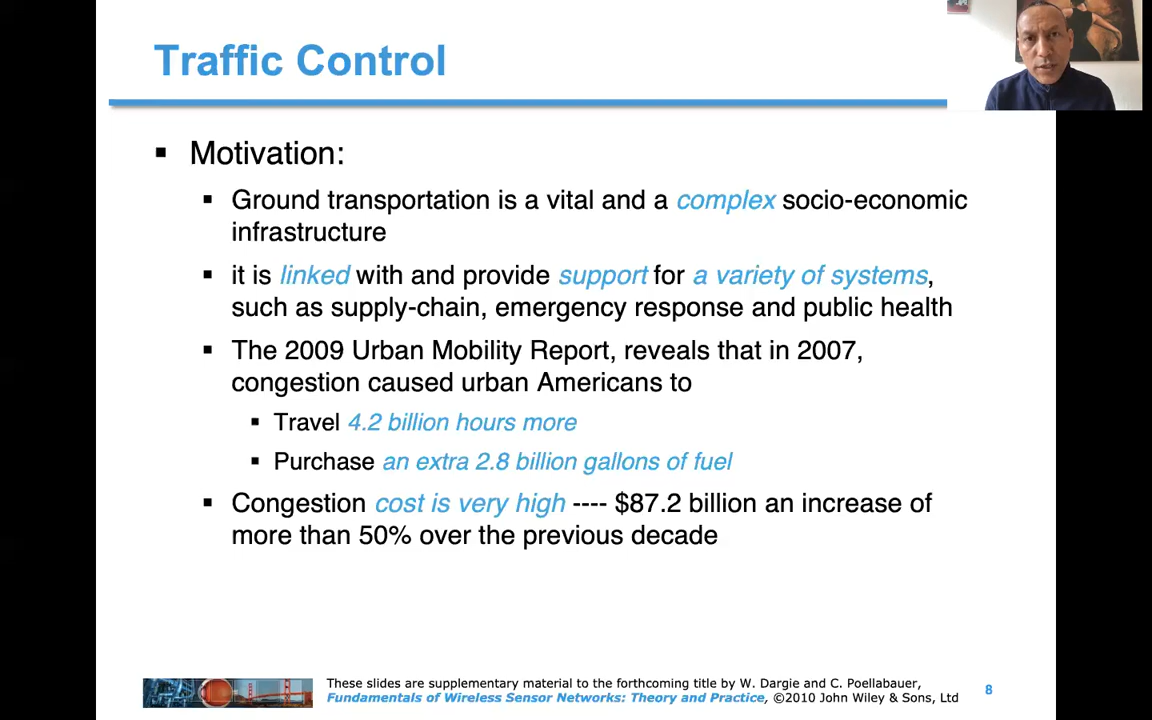 Traffic Control
▪ Motivation:
▪ Ground transportation is a vital and a complex socio-economic
infrastructure
▪ it is linked with and provide support for a variety of systems,
such as supply-chain, emergency response and public health
▪ The 2009 Urban Mobility Report, reveals that in 2007,
congestion caused urban Americans to
▪ Travel 4.2 billion hours more
▪ Purchase an extra 2.8 billion gallons of fuel
▪ Congestion cost is very high ---- $87.2 billion an increase of
more than 50% over the previous decade
These slides are supplementary material to the forthcoming title by W. Dargie and C. Poellabauer,
Fundamentals of Wireless Sensor Networks: Theory and Practice, ©2010 John Wiley & Sons, Ltd
8